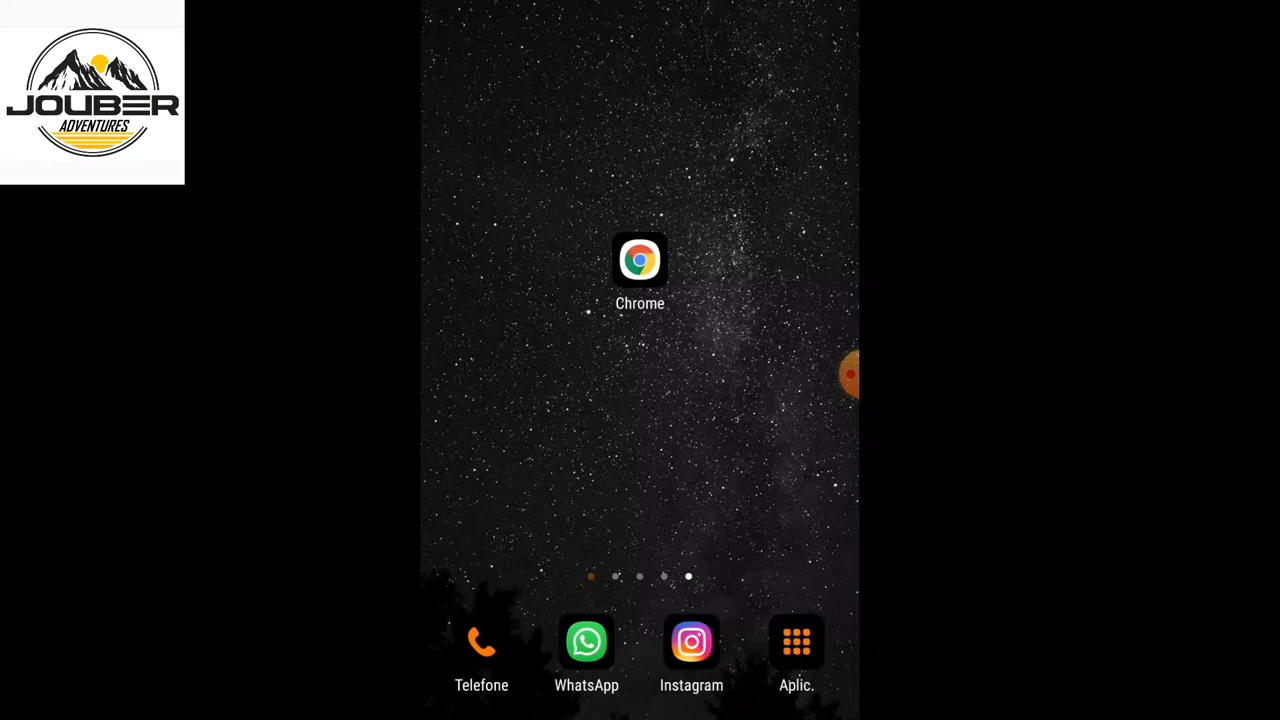 JOUBER
ADVENTURES
Chrome
Telefone
WhatsApp
Instagram
Aplic.